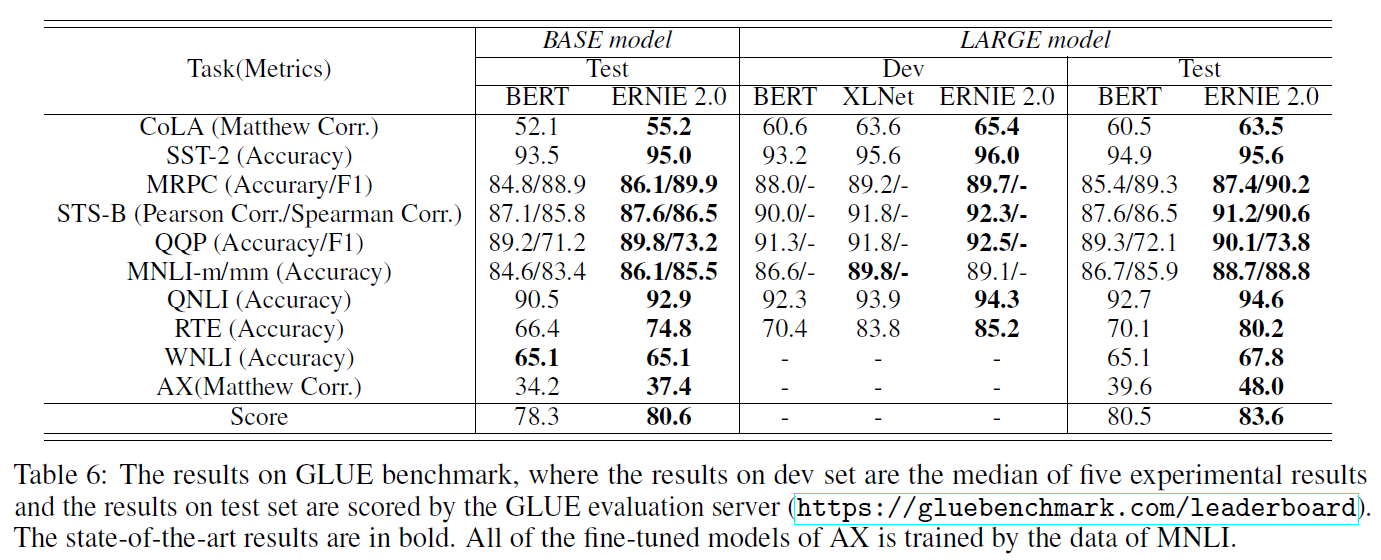 BASE model LARGE model
Task(Metrics) Test Dev Test
BERT ERNIE 2.0 BERT XLNet ERNIE 2.0 BERT ERNIE 2.0
CoLA (Matthew Corr.) 52.1 55.2 60.6 63.6 65.4 60.5 63.5
SST-2 (Accuracy) 93.5 95.0 93.2 95.6 96.0 94.9 95.6
MRPC (Accurary/F1) 84.8/88.9 86.1/89.9 88.0/- 89.2/- 89.7/- 85.4/89.3 87.4/90.2
STS-B (Pearson Corr./Spearman Corr.) 87.1/85.8 87.6/86.5 90.0/- 91.8/- 92.3/- 87.6/86.5 91.2/90.6
QQP (Accuracy/F1) 89.2/71.2 89.8/73.2 91.3/- 91.8/- 92.5/- 89.3/72.1 90.1/73.8
MNLI-m/mm (Accuracy) 84.6/83.4 86.1/85.5 86.6/- 89.8/- 89.1/- 86.7/85.9 88.7/88.8
QNLI (Accuracy) 90.5 92.9 92.3 93.9 94.3 92.7 94.6
RTE (Accuracy) 66.4 74.8 70.4 83.8 85.2 70.1 80.2
WNLI (Accuracy) 65.1 65.1 - - - 65.1 67.8
AX(Matthew Corr.) 34.2 37.4 - - - 39.6 48.0
Score 78.3 80.6 - - - 80.5 83.6
Table 6: The results on GLUE benchmark, where the results on dev set are the median of five experimental results
and the results on test set are scored by the GLUE evaluation server (https://gluebenchmark.com/leaderboard).
The state-of-the-art results are in bold. All of the fine-tuned models of AX is trained by the data of MNLI.